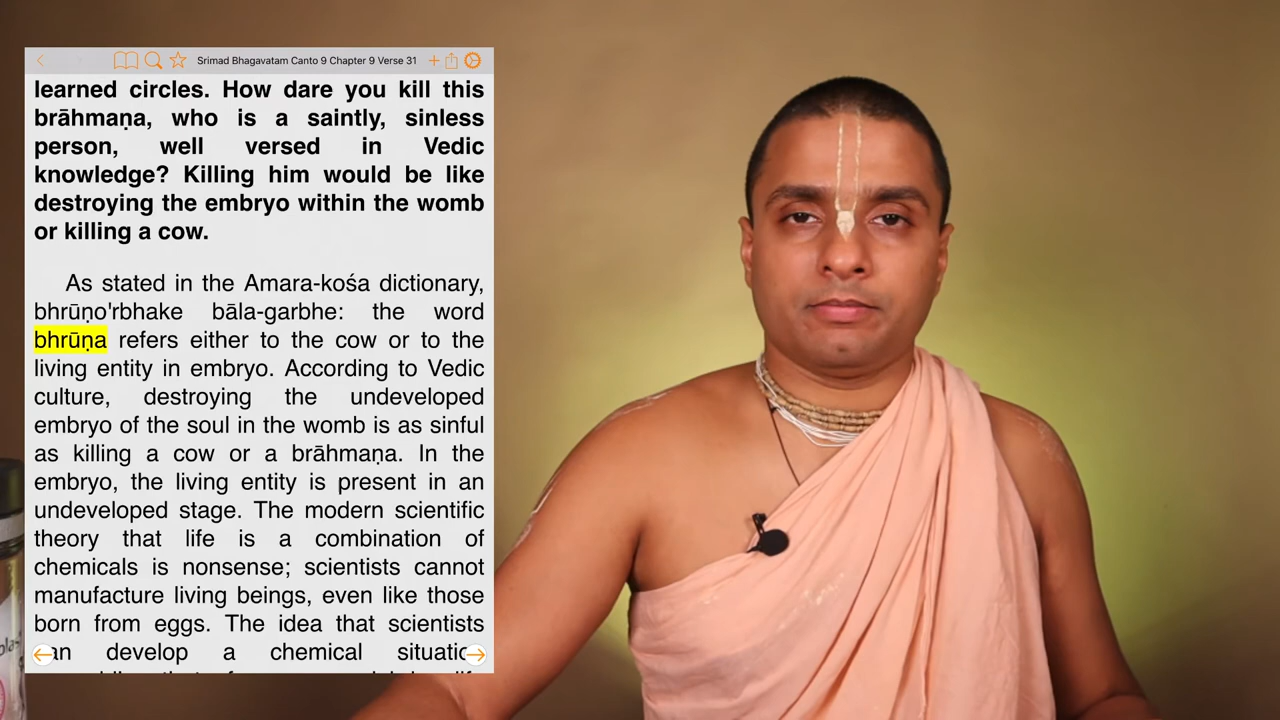 Srimad Bhagavatam Canto 9 Chapter 9 Verse 31
learned circles. How dare you kill this
brāhmaṇa, who is a saintly, sinless
person, well versed in Vedic
knowledge? Killing him would be like
destroying the embryo within the womb
or killing a cow.
As stated in the Amara-kośa dictionary,
bhrūṇo'rbhake bāla-garbhe: the word
bhrūṇa refers either to the cow or to the
living entity in embryo. According to Vedic
culture, destroying the undeveloped
embryo of the soul in the womb is as sinful
as killing a cow or a brāhmaṇa. In the
embryo, the living entity is present in an
undeveloped stage. The modern scientific
theory that life is a combination of
chemicals is nonsense; scientists cannot
manufacture living beings, even like those
born from eggs. The idea that scientists
develop a chemical